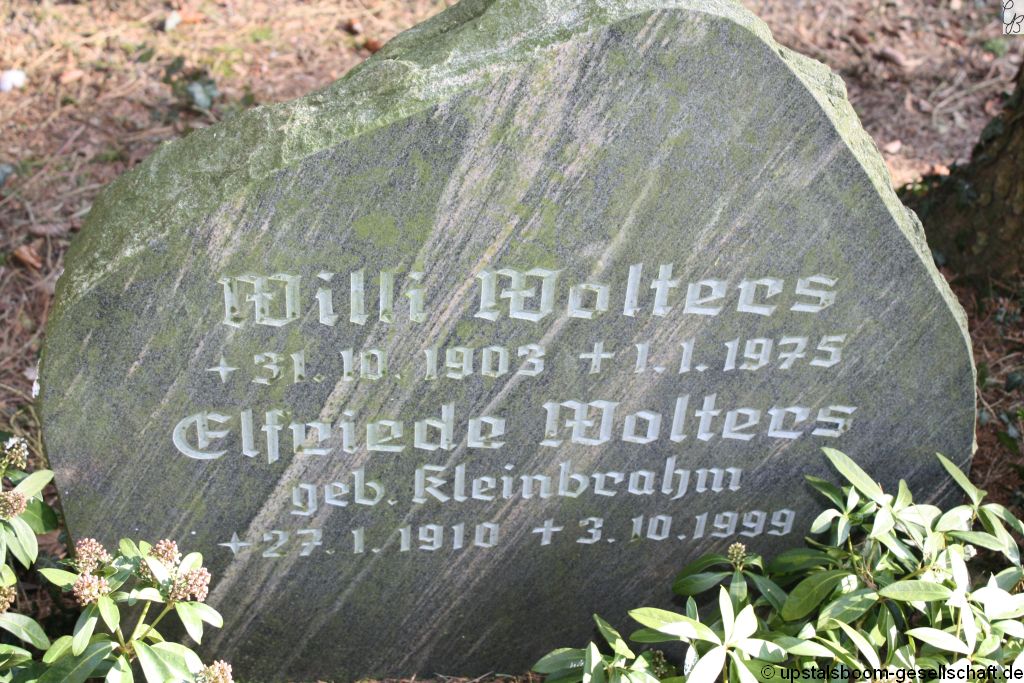 Willi Wolters
+ 31. 10. 1903 + 1. 1. 1975
Elfriede Wolters
geb. Kleinbrahm
+ 27. 1. 1910 + 3. 10. 1999
© upstalsboom-gesellschaft.de
GB